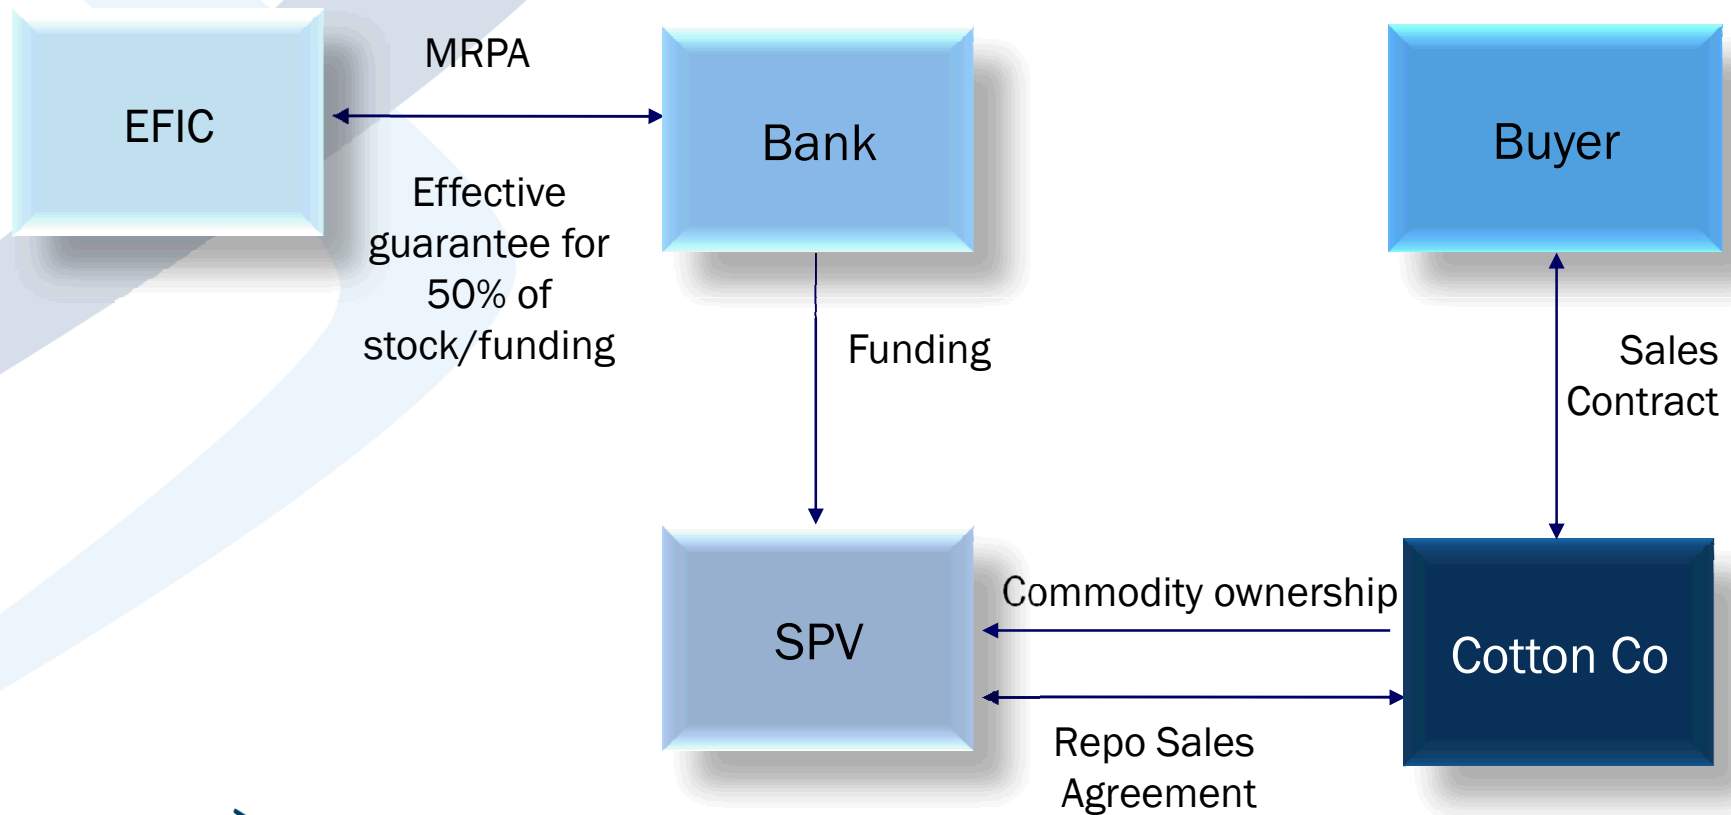 MRPA
EFIC
Bank
Buyer
Effective
guarantee for
50% of
stock/funding
Funding
Sales
Contract
Commodity ownership
SPV
Cotton Co
Repo Sales
Agreement